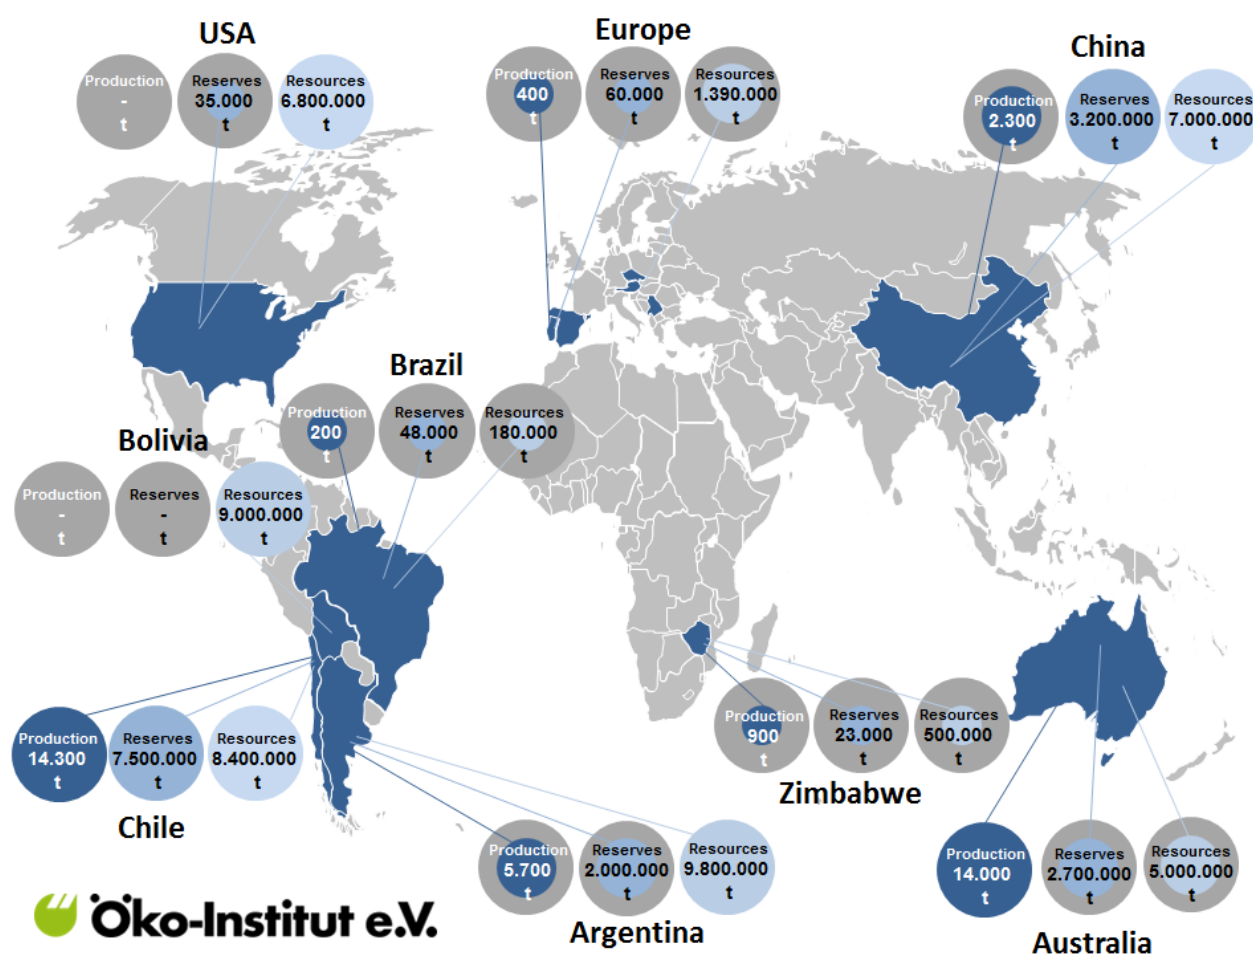 USA
Production
-
t
Reserves
35.000
t
Resources
6.800.000
t
Europe
Production
400
t
Reserves
60.000
t
Resources
1.390.000
t
China
Production
2.300
t
Reserves
3.200.000
t
Resources
7.000.000
t
Brazil
Production
200
t
Reserves
48.000
t
Resources
180.000
t
Bolivia
Production
-
t
Reserves
-
t
Resources
9.000.000
t
Production
14.300
t
Reserves
7.500.000
t
Resources
8.400.000
t
Chile
Production
900
t
Reserves
23.000
t
Resources
500.000
t
Zimbabwe
Production
5.700
t
Reserves
2.000.000
t
Resources
9.800.000
t
Argentina
Production
14.000
t
Reserves
2.700.000
t
Resources
5.000.000
t
Australia
Öko-Institut e.V.